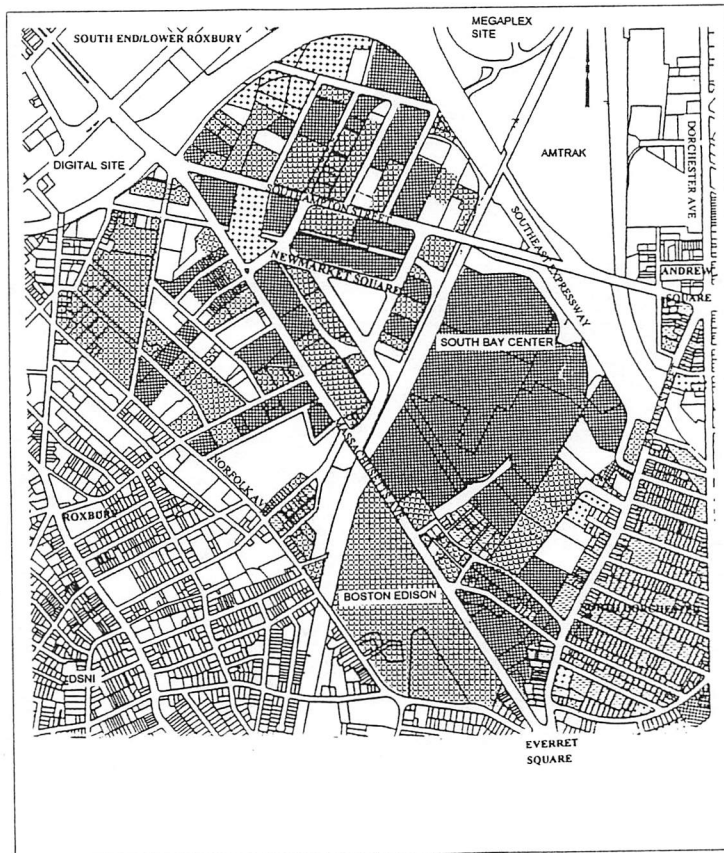 MEGAPLEX
SITE
SOUTH END/LOWER ROXBURY
DORCHESTER AVE
AMTRAK
DIGITAL SITE
SOUTHAMPTON STREET
SOUTHEAST EXPRESSWAY
ANDREW
SQUARE
NEWMARKET SQUARE
SOUTH BAY CENTER
MASSACHUSETTS AVE
NORFOLK AVE
ROXBURY
BOSTON EDISON
NORTH DORCHESTER
DSNI
EVERRET
SQUARE